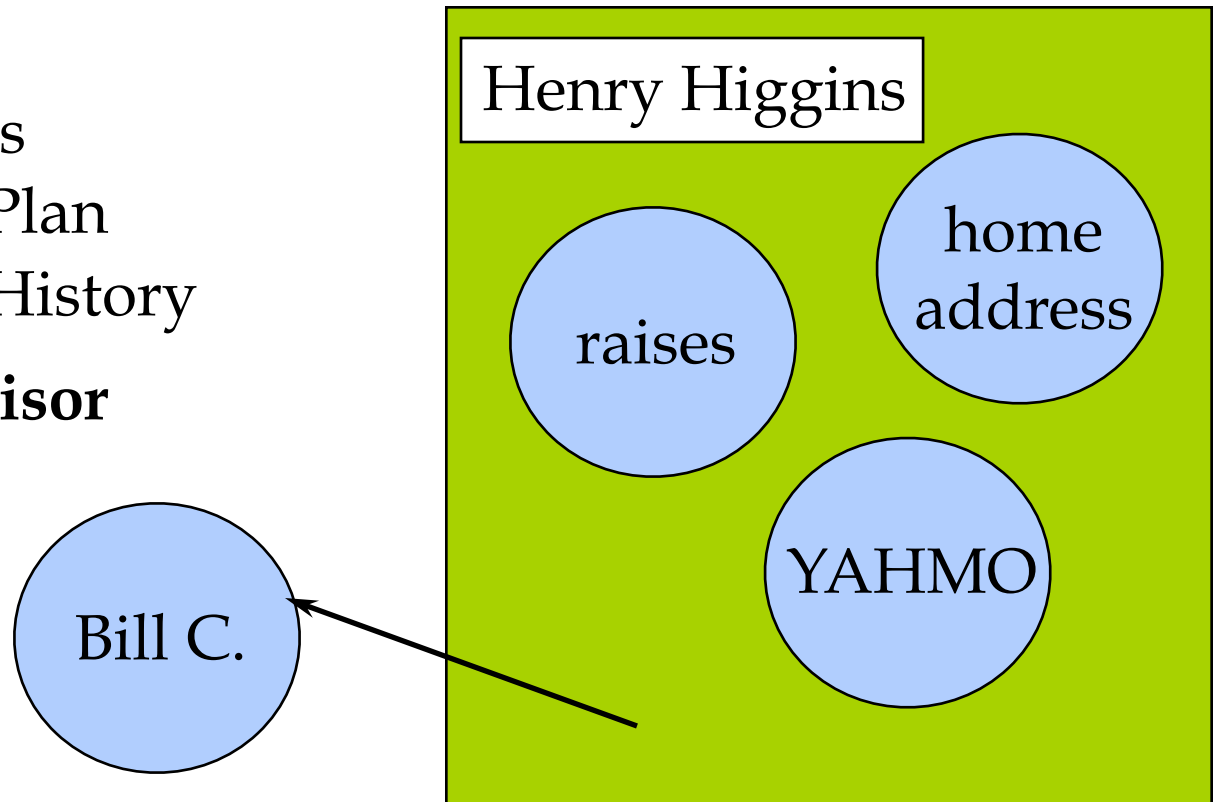 s
Plan
History
isor
Bill C.
Henry Higgins
home
address
raises
YAHMO